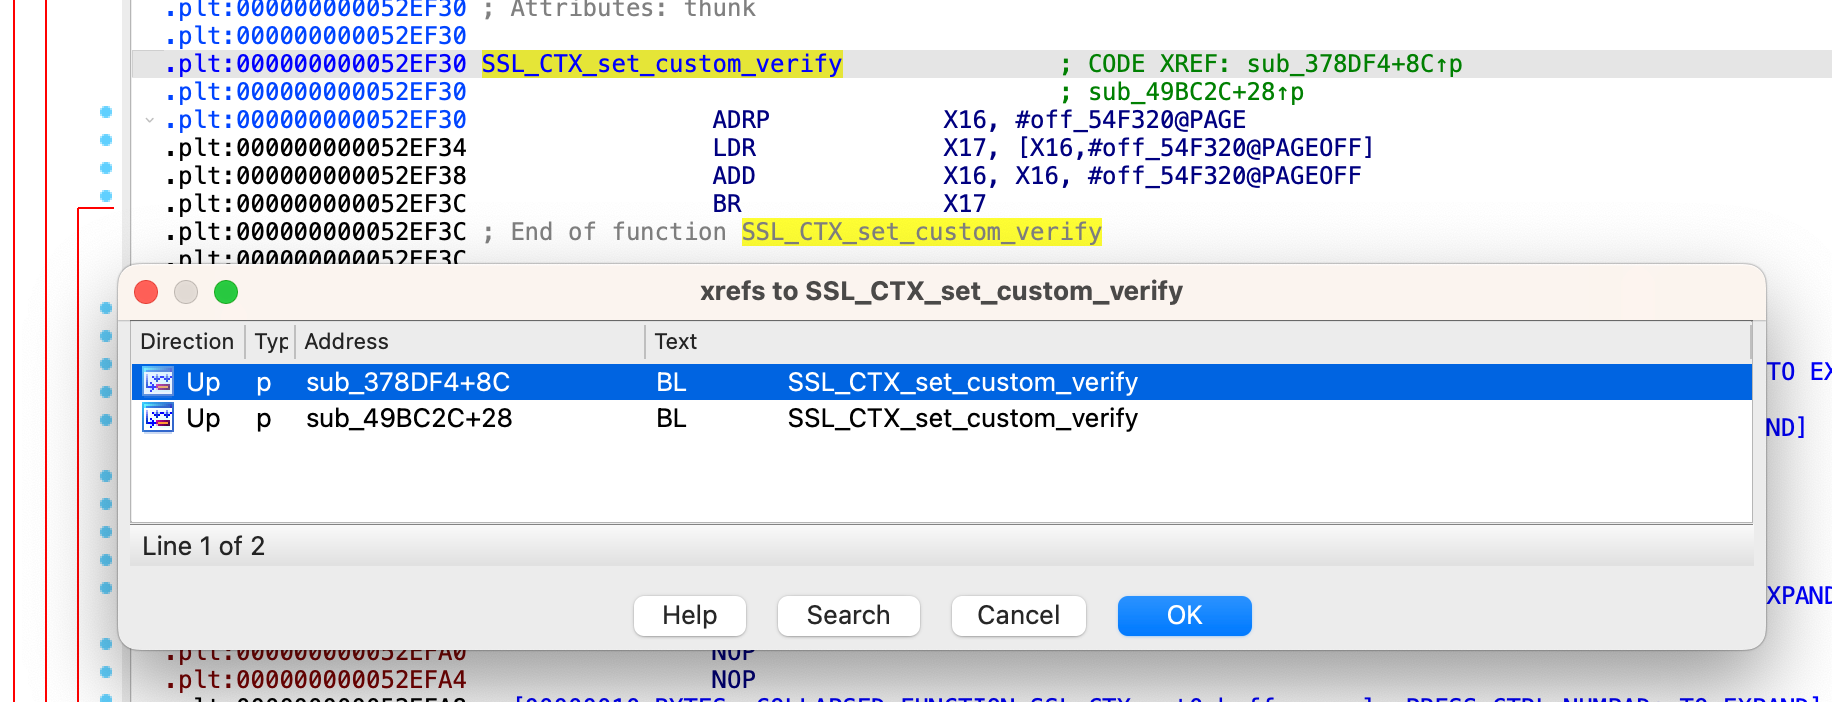 .plt:000000000052EF30 ; Attributes: thunk
.plt:000000000052EF30
.plt:000000000052EF30 SSL_CTX_set_custom_verify ; CODE XREF: sub_378DF4+8C↑p
.plt:000000000052EF30 ; sub_49BC2C+28↑p
.plt:000000000052EF30 ADRP X16, #off_54F320@PAGE
.plt:000000000052EF34 LDR X17, [X16,#off_54F320@PAGEOFF]
.plt:000000000052EF38 ADD X16, X16, #off_54F320@PAGEOFF
.plt:000000000052EF3C BR X17
.plt:000000000052EF3C ; End of function SSL_CTX_set_custom_verify
.plt:000000000052EF3C
xrefs to SSL_CTX_set_custom_verify
Direction Typ Address Text
Up p sub_378DF4+8C BL SSL_CTX_set_custom_verify
TO EX
Up p sub_49BC2C+28 BL SSL_CTX_set_custom_verify
ND]
Line 1 of 2
XPAND
Help Search Cancel OK
.plt:000000000052EFA0 NOP
.plt:000000000052EFA4 NOP